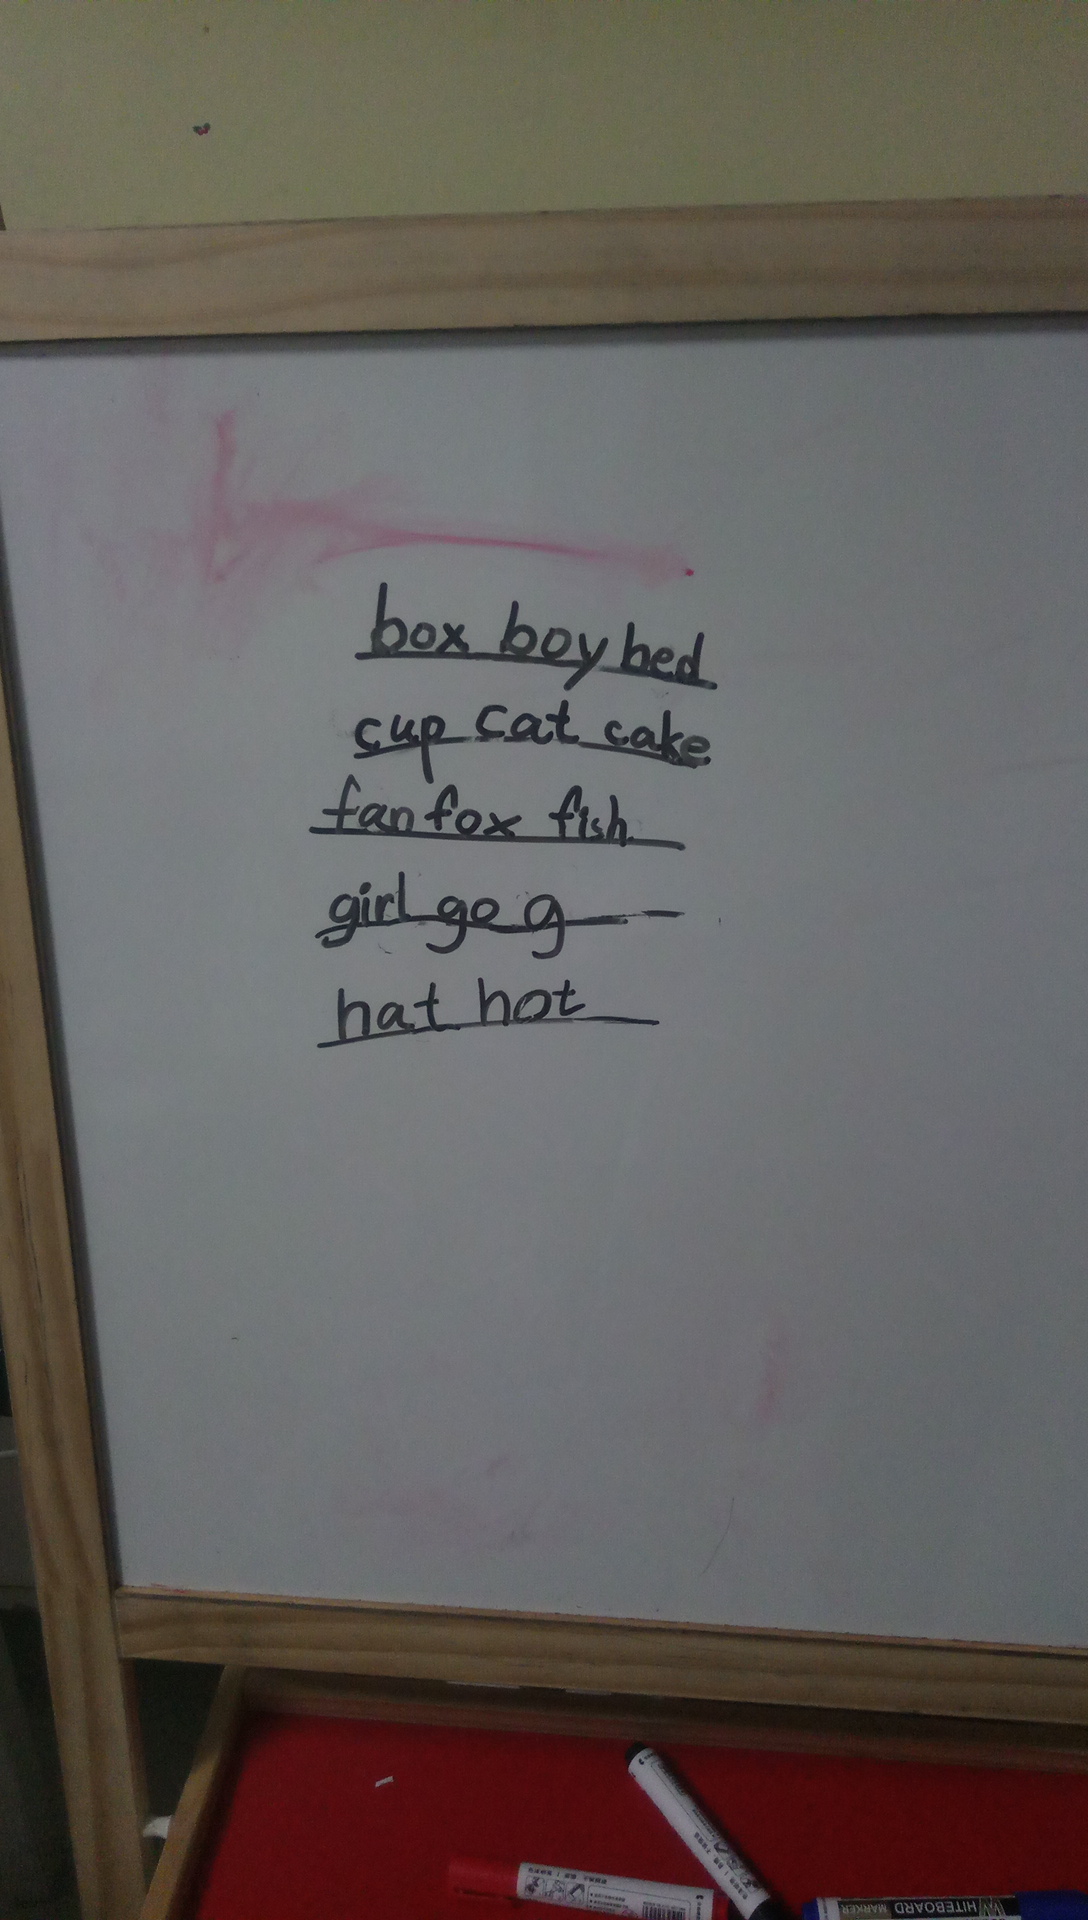 box boy bed
cup cat cake
fan fox fish
girl go g
hat hot
WHITEBOARD
MARKER